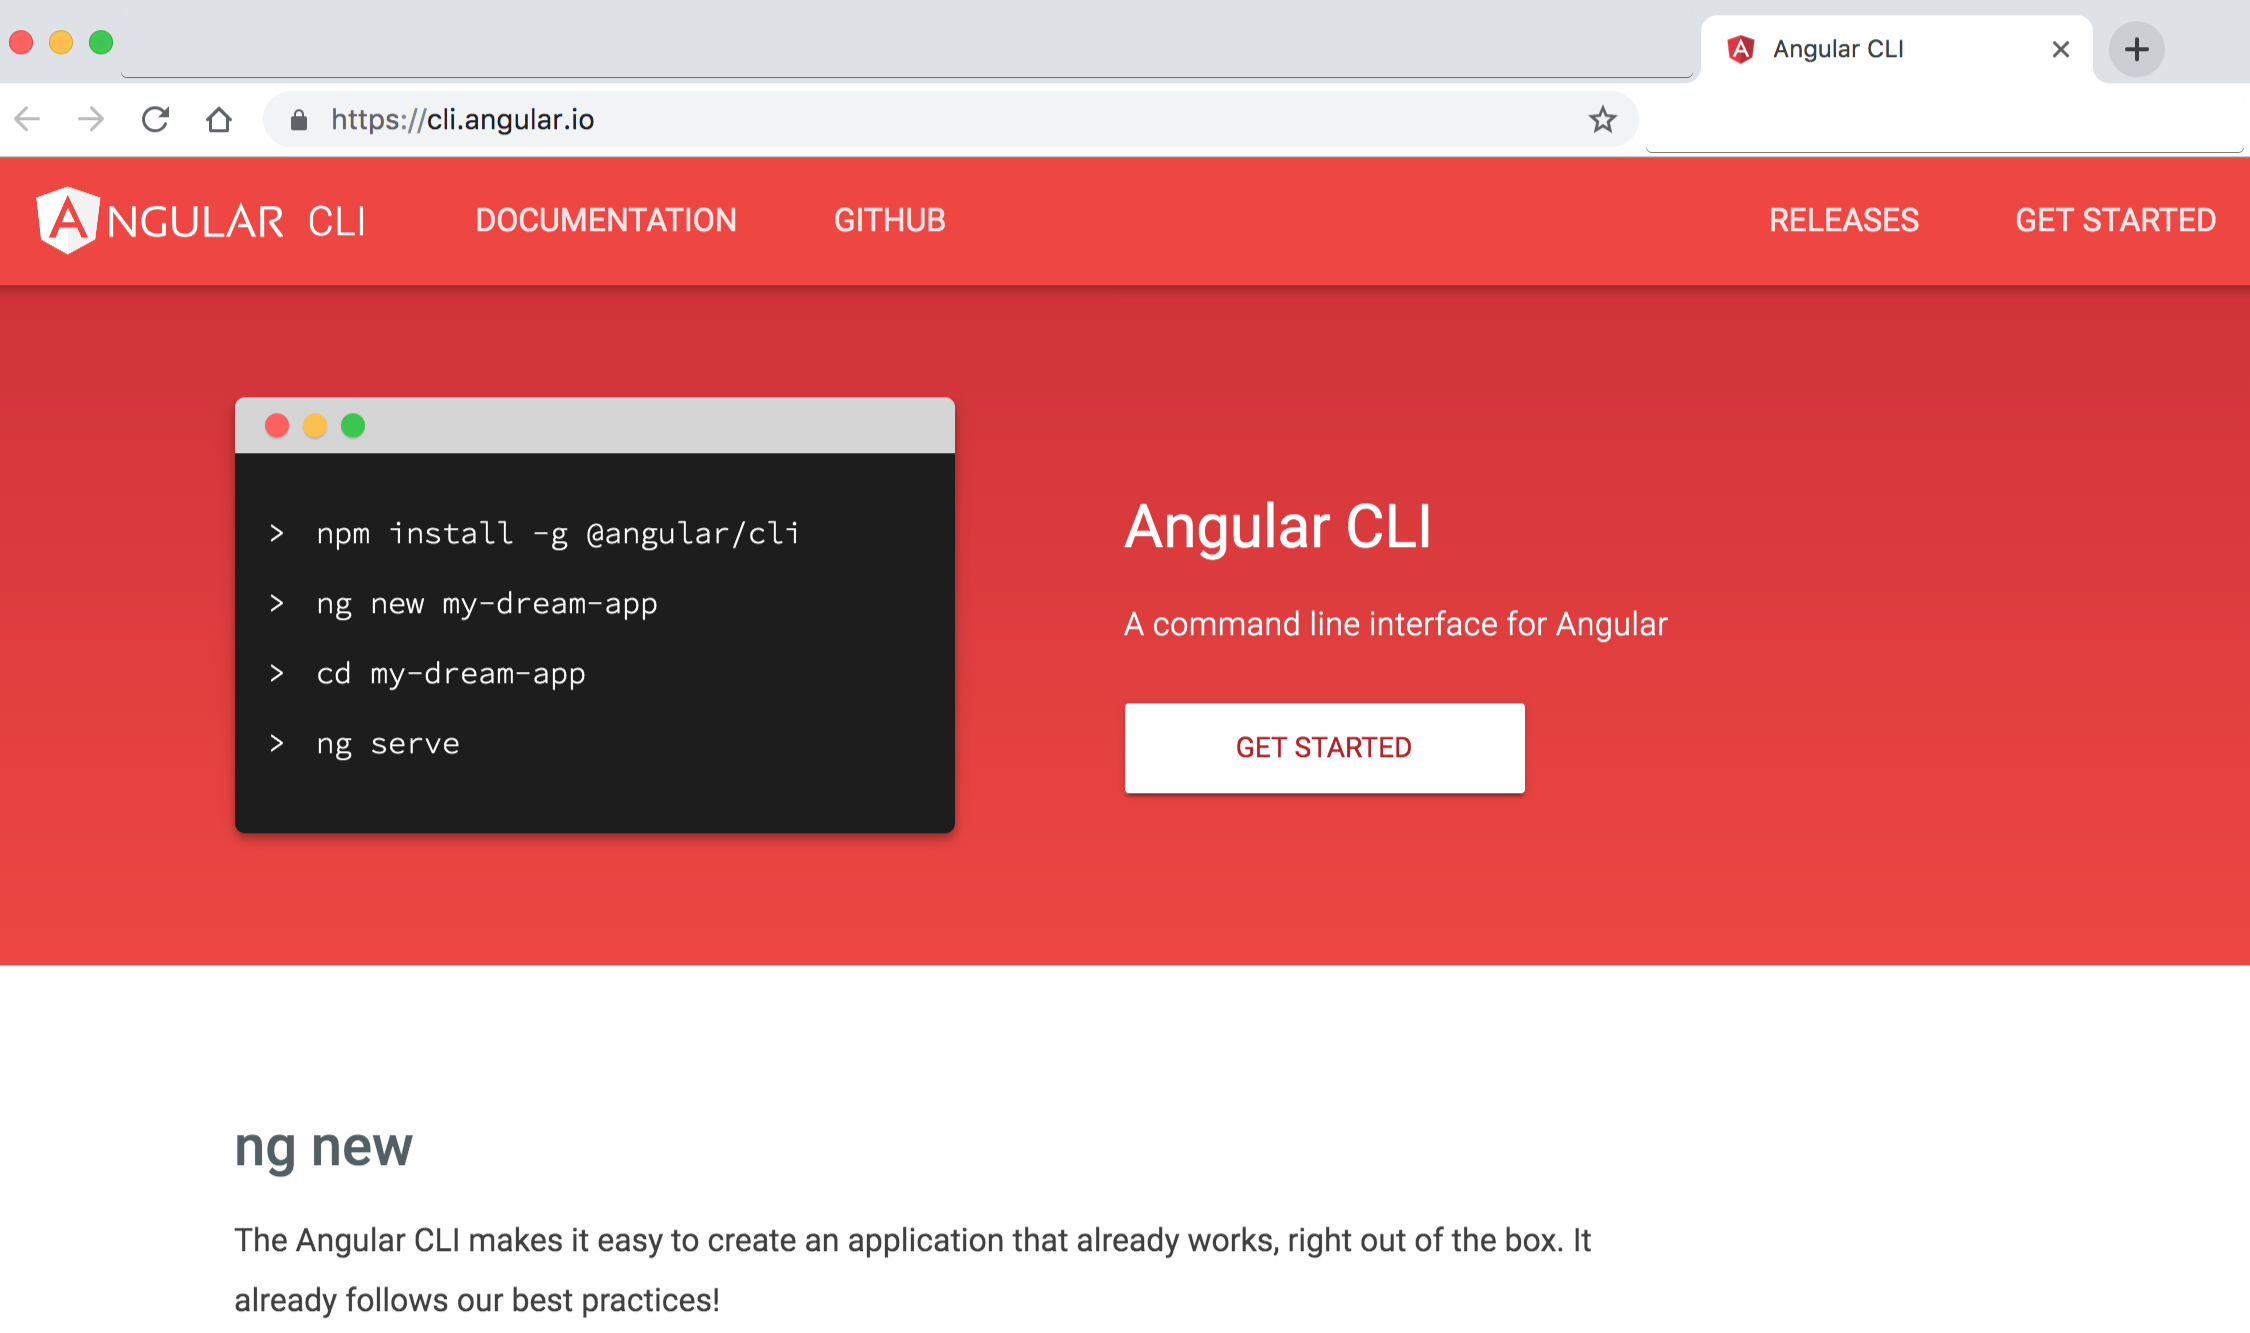 Angular CLI
https://cli.angular.io
ANGULAR CLI DOCUMENTATION GITHUB RELEASES GET STARTED
> npm install -g @angular/cli
> ng new my-dream-app
> cd my-dream-app
> ng serve
Angular CLI
A command line interface for Angular
GET STARTED
ng new
The Angular CLI makes it easy to create an application that already works, right out of the box. It
already follows our best practices!